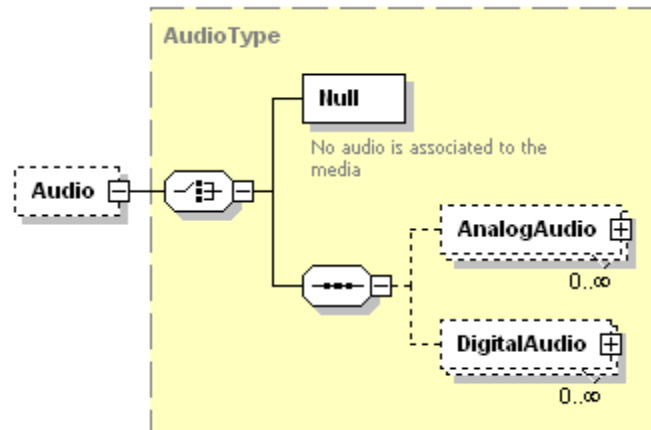 AudioType
Null
No audio is associated to the
media
Audio
AnalogAudio
0..∞
DigitalAudio
0..∞